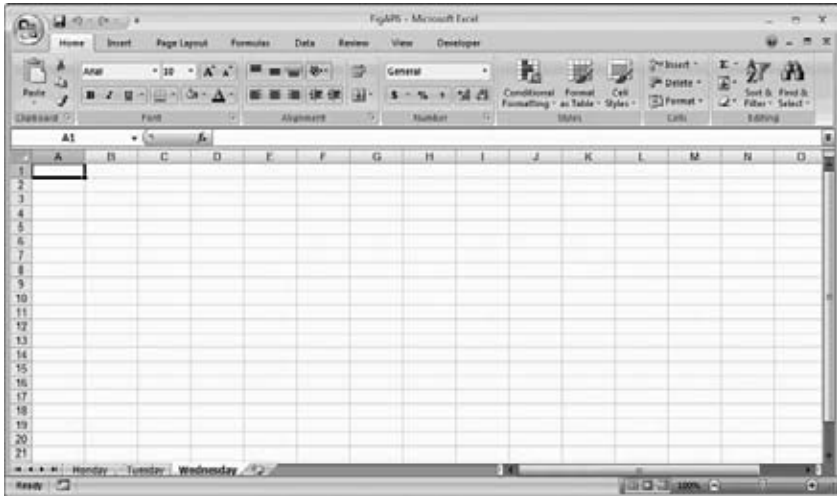 FigAP6 - Microsoft Excel
Home Insert Page Layout Formulas Data Review View Developer
Arial 10 A A General Insert
Paste B I U A $ % Conditional Formatting Format as Table Cell Styles Delete Format Sort & Filter Find & Select
Clipboard Font Alignment Number Styles Cells Editing
A1 fx
A B C D E F G H I J K L M N O
1
2
3
4
5
6
7
8
9
10
11
12
13
14
15
16
17
18
19
20
21
Monday Tuesday Wednesday
Ready 100%